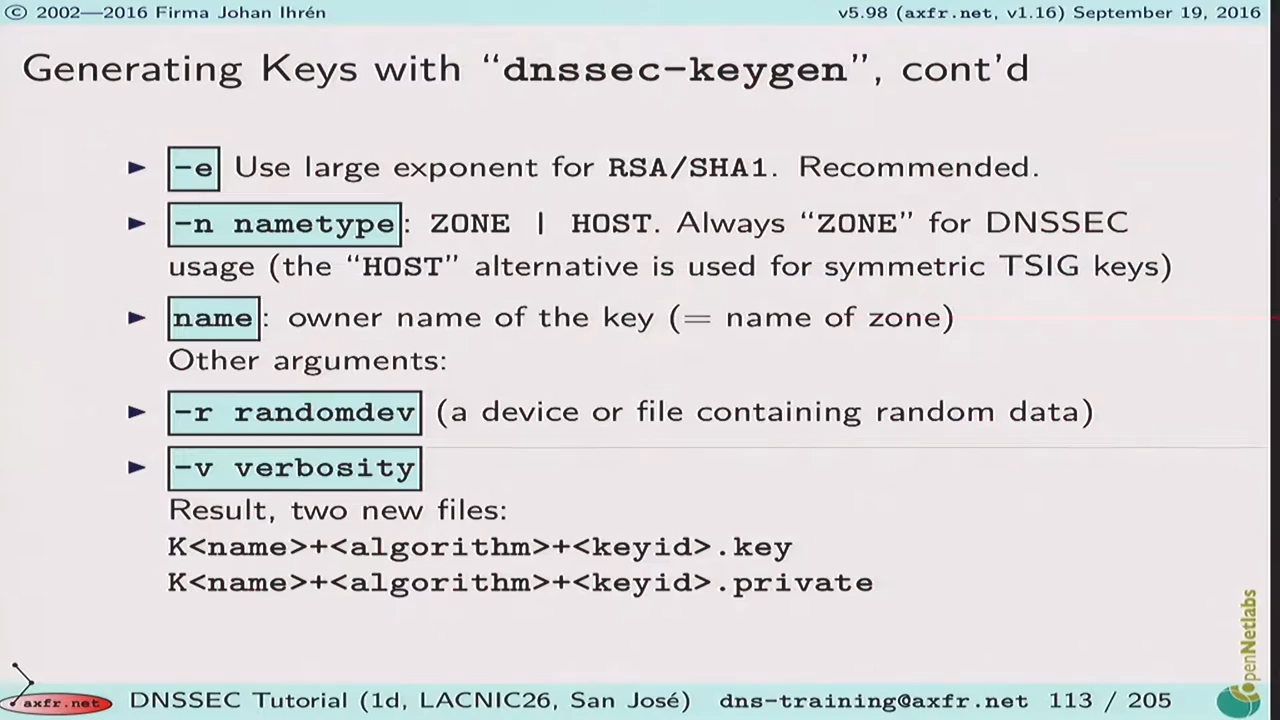 © 2002—2016 Firma Johan Ihrén
v5.98 (axfr.net, v1.16) September 19, 2016
Generating Keys with “dnssec-keygen”, cont’d
-e Use large exponent for RSA/SHA1. Recommended.
-n nametype: ZONE | HOST. Always “ZONE” for DNSSEC
usage (the “HOST” alternative is used for symmetric TSIG keys)
name: owner name of the key (= name of zone)
Other arguments:
-r randomdev (a device or file containing random data)
-v verbosity
Result, two new files:
K<name>+<algorithm>+<keyid>.key
K<name>+<algorithm>+<keyid>.private
axfr.net
DNSSEC Tutorial (1d, LACNIC26, San José)
dns-training@axfr.net 113 / 205
OpenNetlabs